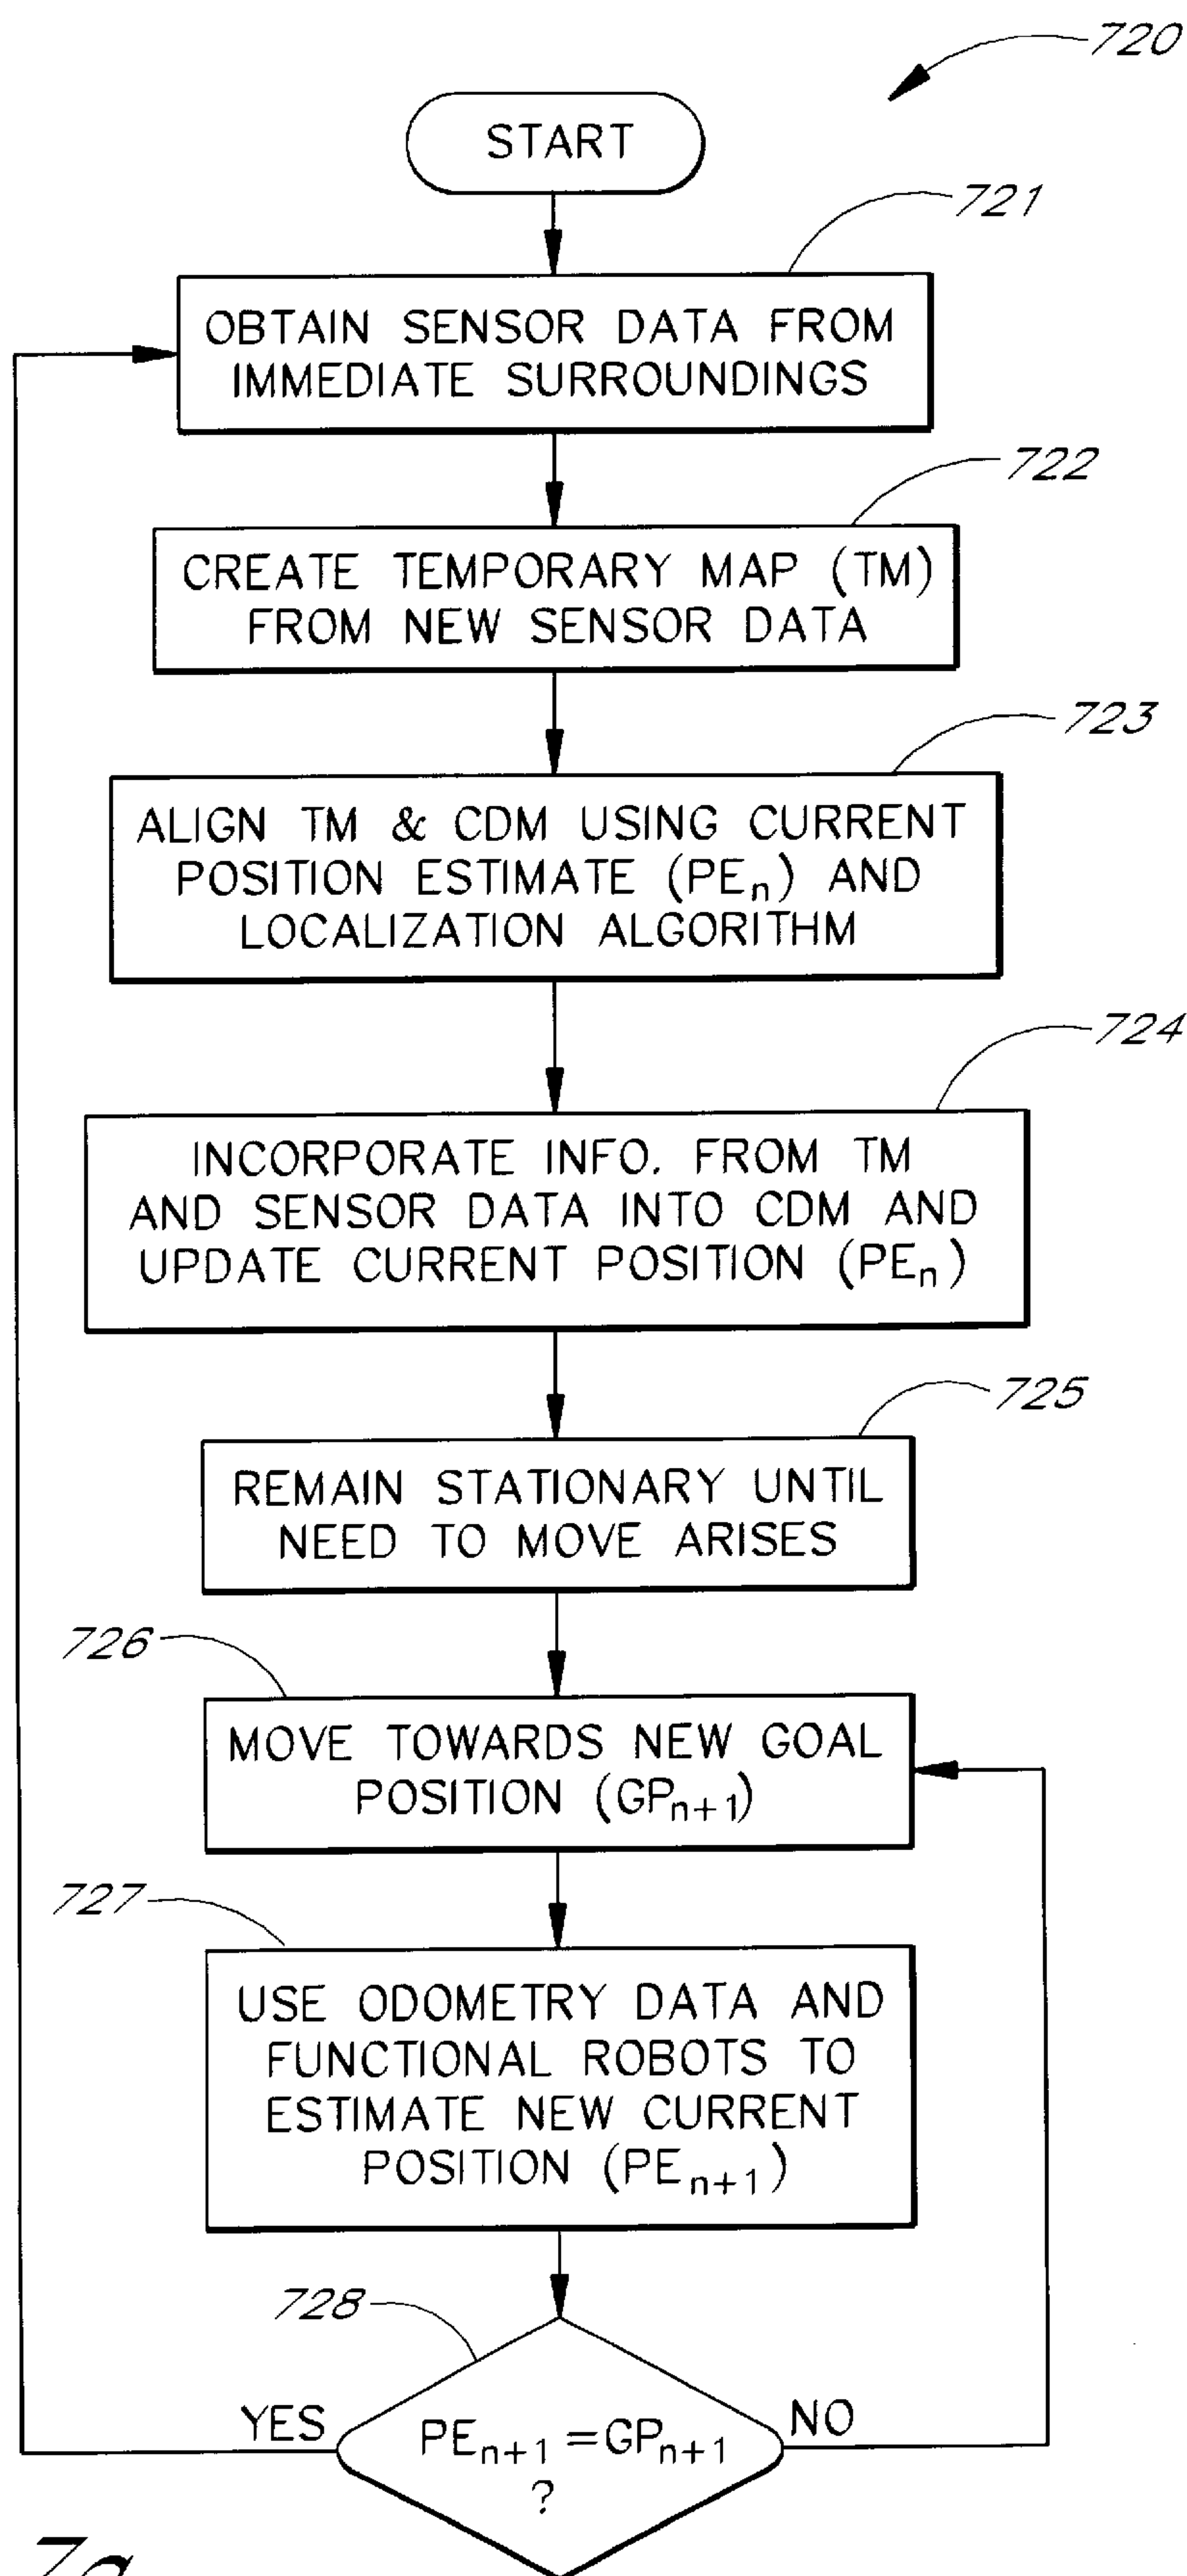 720
START
721
OBTAIN SENSOR DATA FROM
IMMEDIATE SURROUNDINGS
722
CREATE TEMPORARY MAP (TM)
FROM NEW SENSOR DATA
723
ALIGN TM & CDM USING CURRENT
POSITION ESTIMATE (PEn) AND
LOCALIZATION ALGORITHM
724
INCORPORATE INFO. FROM TM
AND SENSOR DATA INTO CDM AND
UPDATE CURRENT POSITION (PEn)
725
REMAIN STATIONARY UNTIL
NEED TO MOVE ARISES
726
MOVE TOWARDS NEW GOAL
POSITION (GPn+1)
727
USE ODOMETRY DATA AND
FUNCTIONAL ROBOTS TO
ESTIMATE NEW CURRENT
POSITION (PEn+1)
728
YES
NO
PEn+1 = GPn+1
?